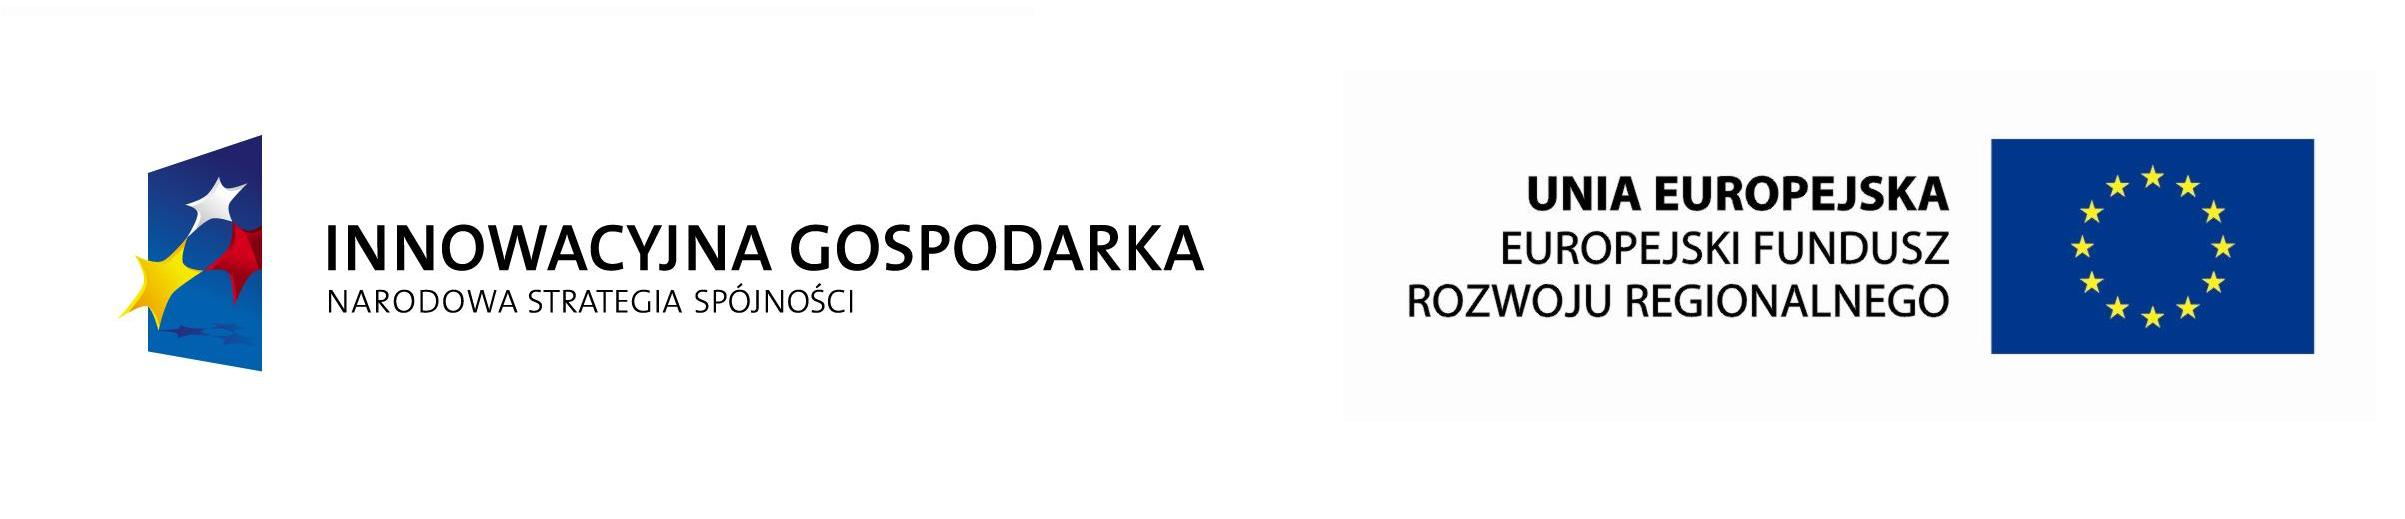 INNOWACYJNA GOSPODARKA
NARODOWA STRATEGIA SPÓJNOŚCI
UNIA EUROPEJSKA
EUROPEJSKI FUNDUSZ
ROZWOJU REGIONALNEGO